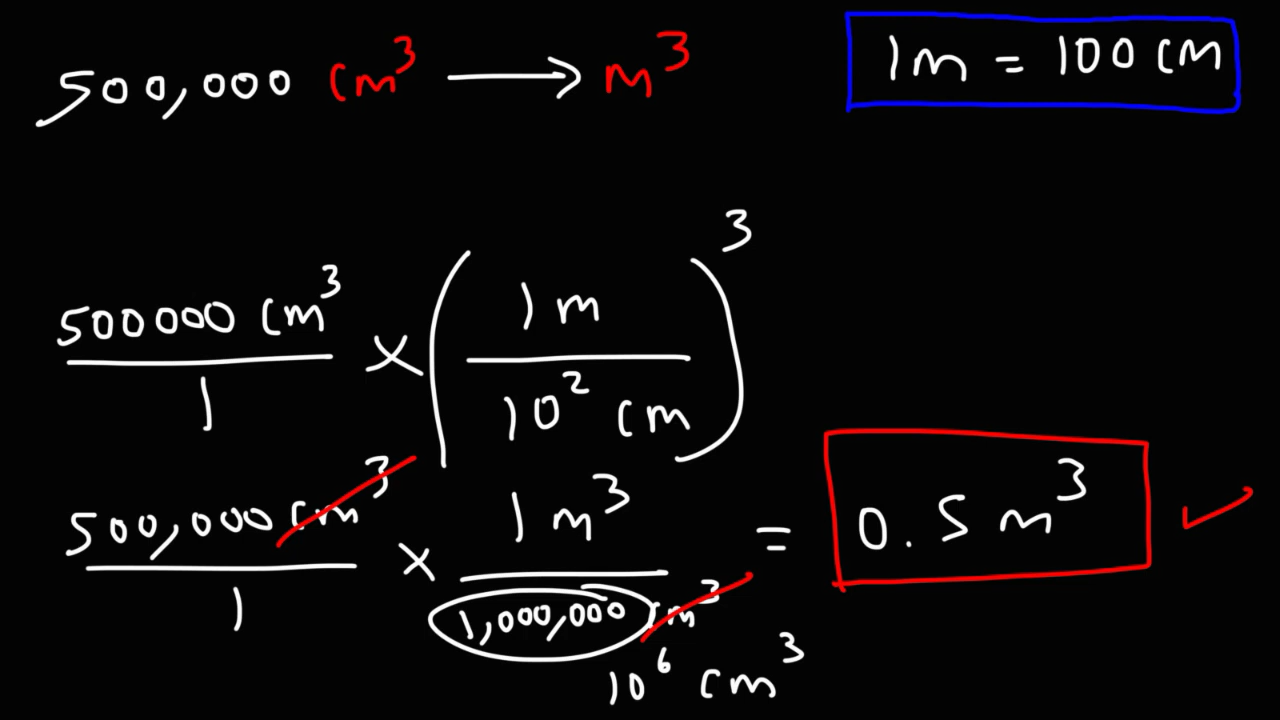 500,000 cm³ → m³
1m = 100 cm
500000 cm³ / 1 × (1 m / 10² cm)³
500,000 cm³ / 1 × 1 m³ / 1,000,000 cm³ = 0.5 m³ ✓
10⁶ cm³